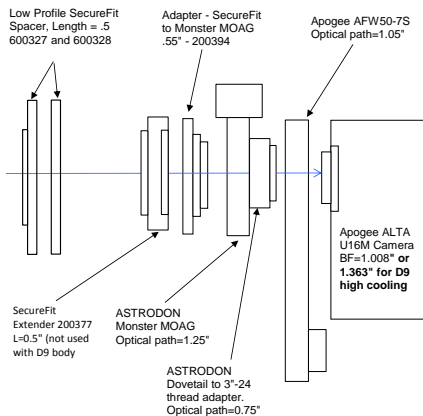 Low Profile SecureFit
Spacer, Length = .5
600327 and 600328
Adapter - SecureFit
to Monster MOAG
.55" - 200394
Apogee AFW50-7S
Optical path=1.05"
Apogee ALTA
U16M Camera
BF=1.008" or
1.363" for D9
high cooling
SecureFit
Extender 200377
L=0.5" (not used
with D9 body
ASTRODON
Monster MOAG
Optical path=1.25"
ASTRODON
Dovetail to 3"-24
thread adapter.
Optical path=0.75"